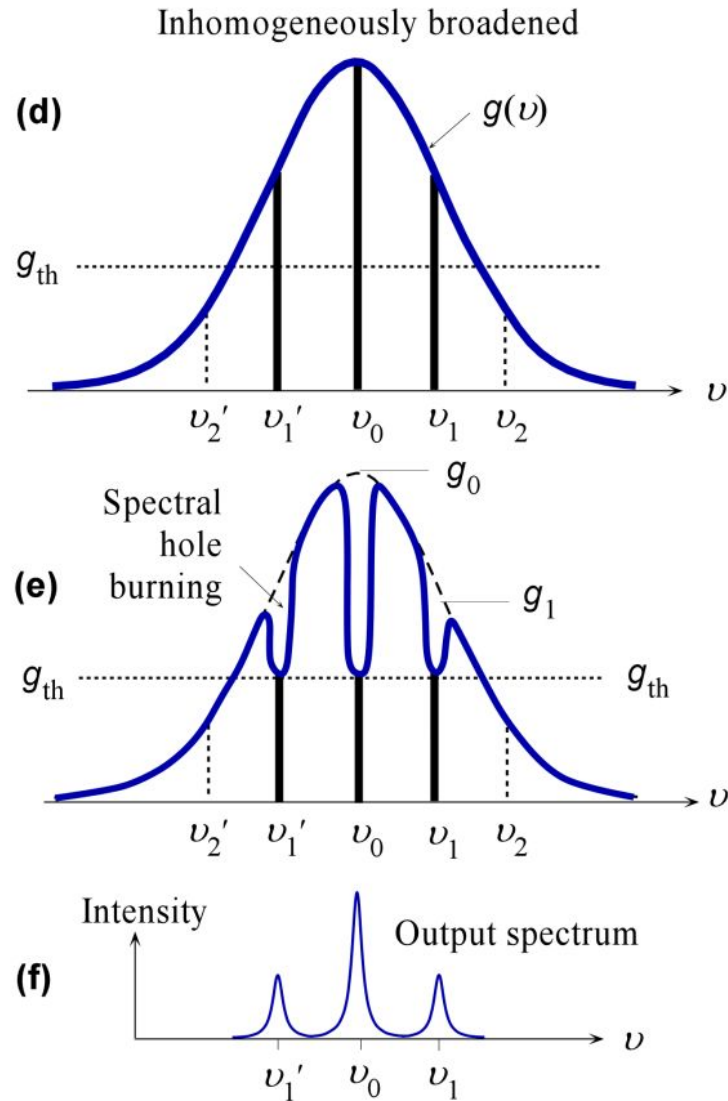 Inhomogeneously broadened
(d)
g(υ)
g_th
υ
υ₂′ υ₁′ υ₀ υ₁ υ₂
g₀
Spectral
hole
burning
(e)
g₁
g_th g_th
υ
υ₂′ υ₁′ υ₀ υ₁ υ₂
Intensity
Output spectrum
(f)
υ
υ₁′ υ₀ υ₁